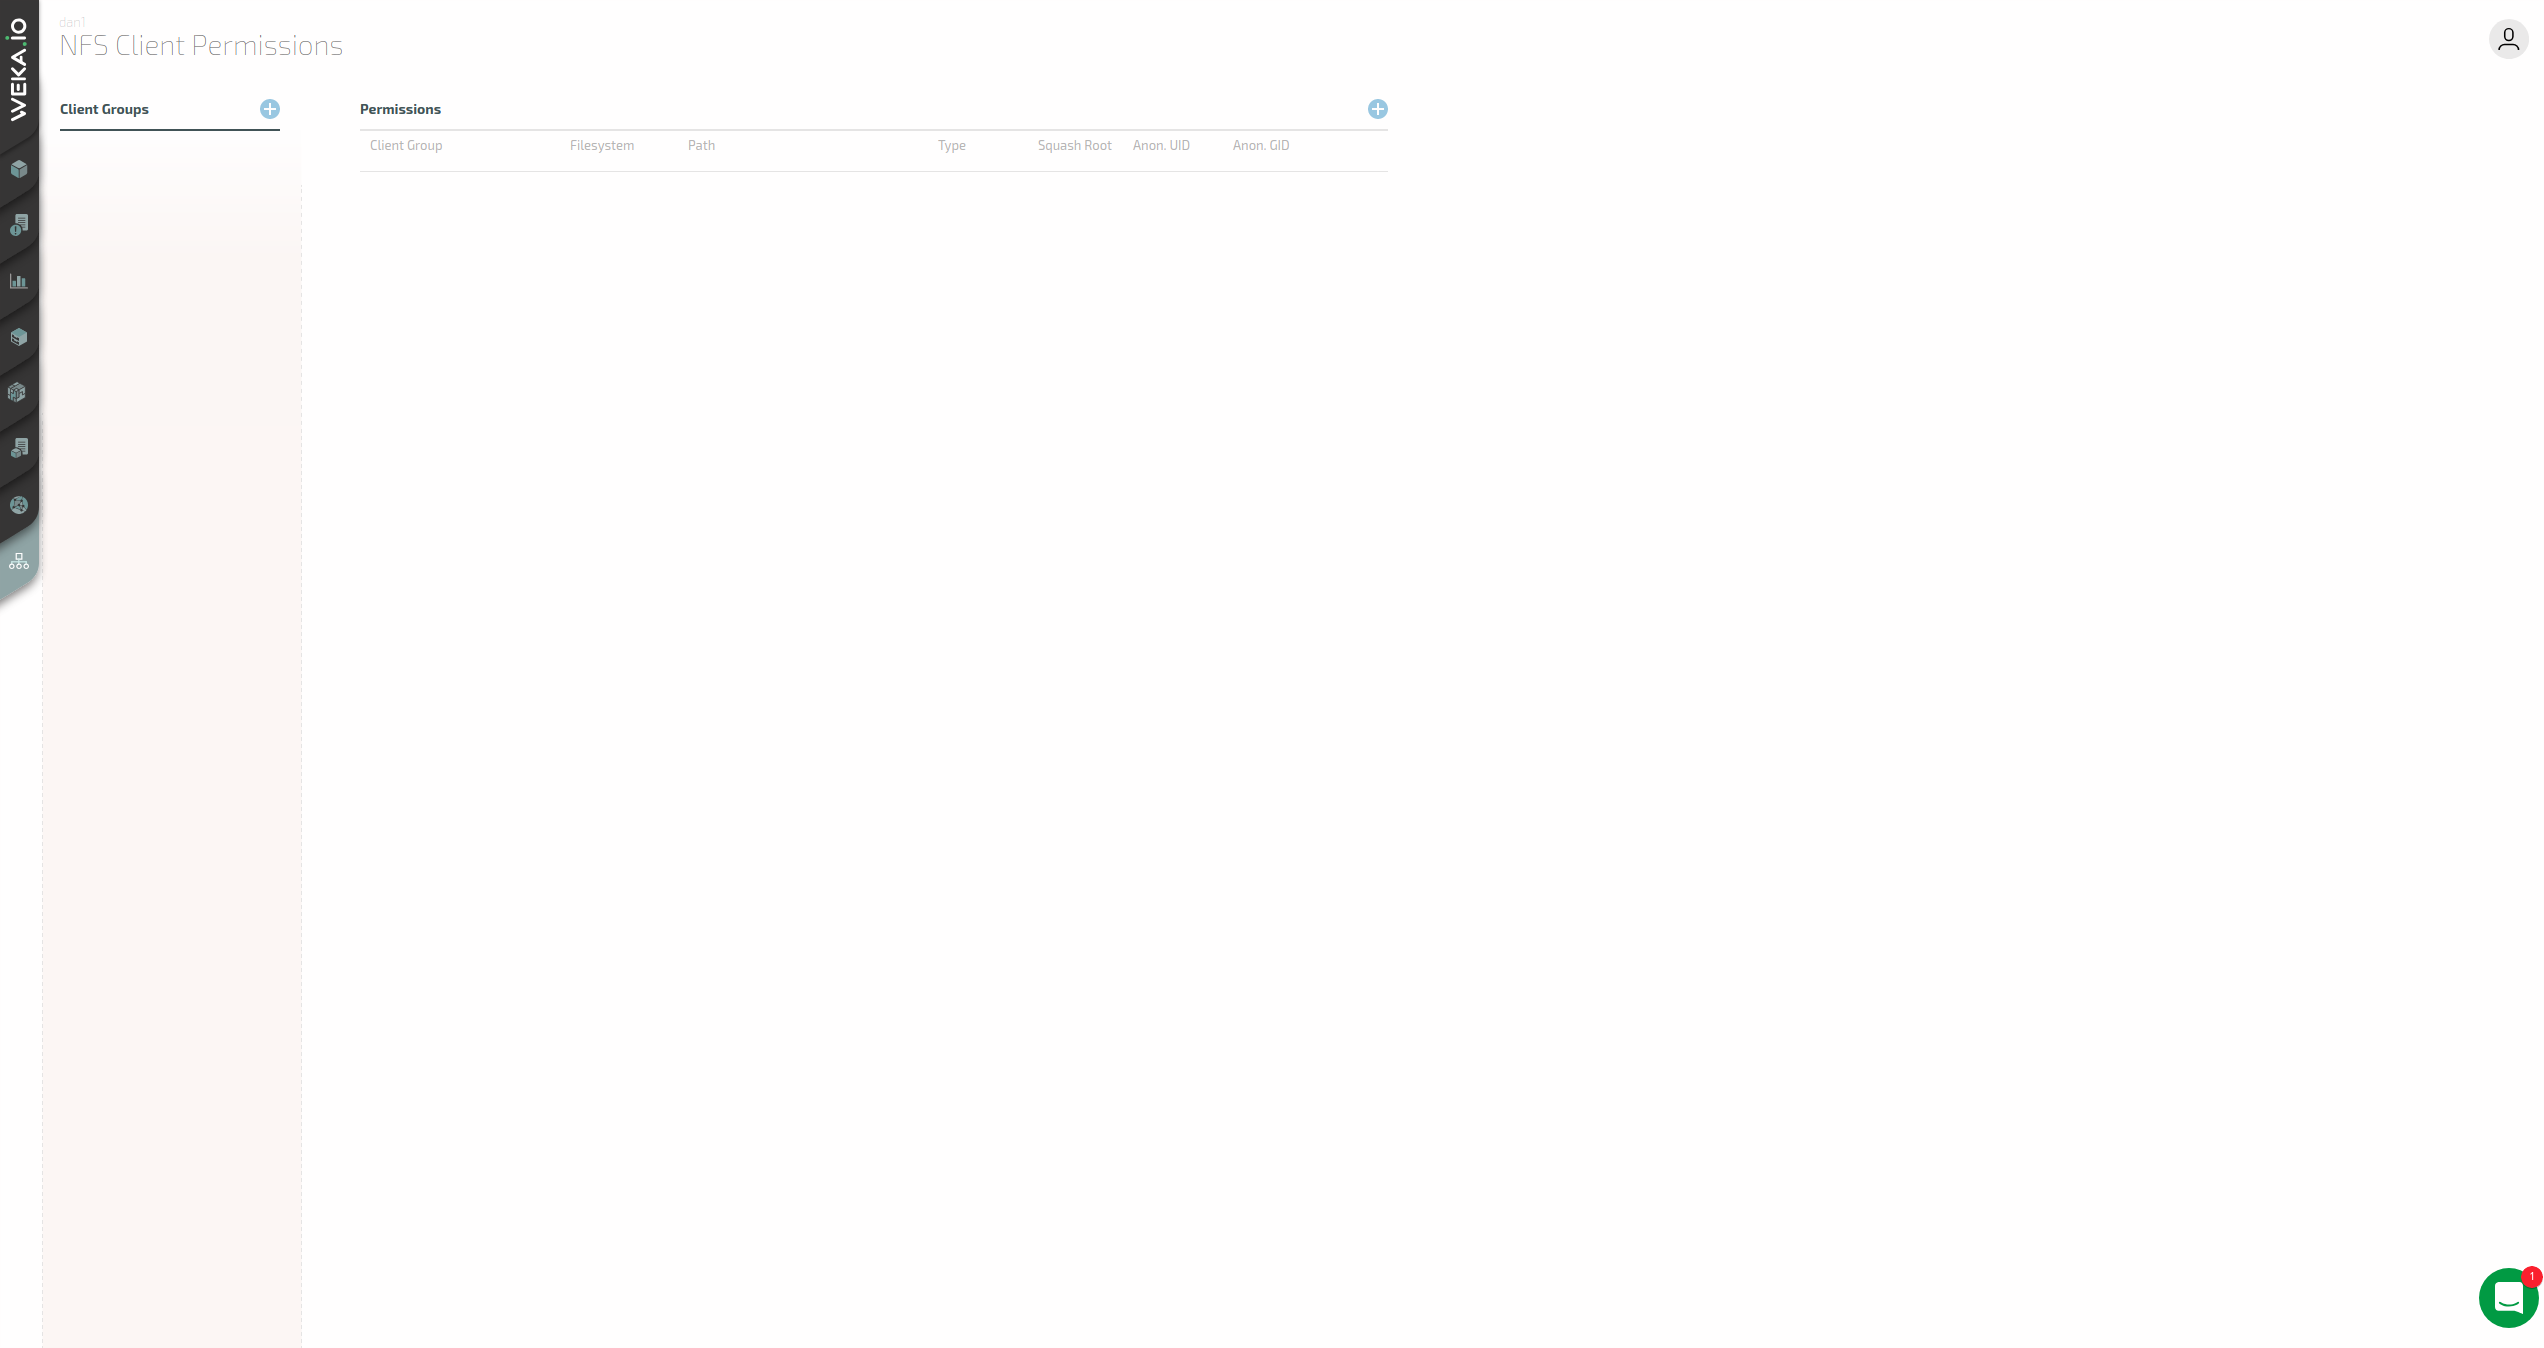 WEKA.iO
dan1
NFS Client Permissions
Client Groups
Permissions
Client Group Filesystem Path Type Squash Root Anon. UID Anon. GID
1